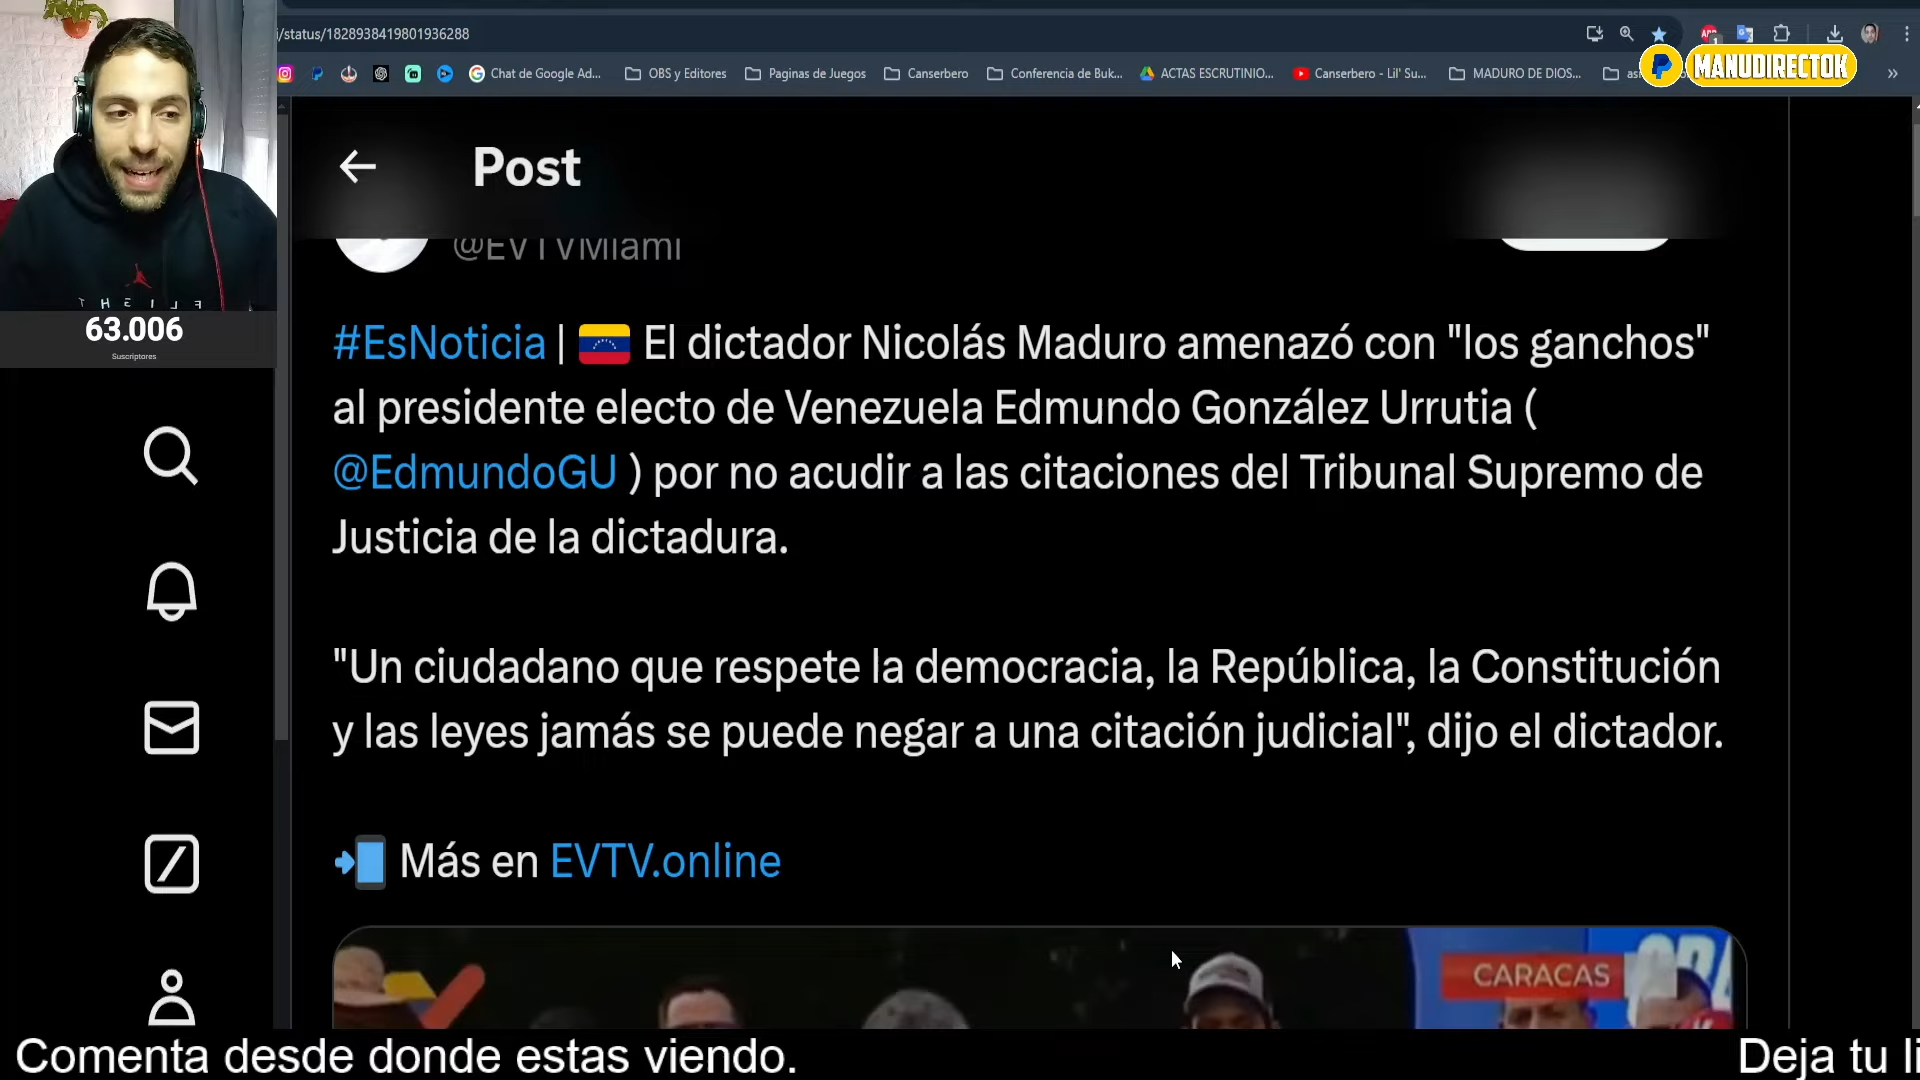 i/status/1828938419801936288
Chat de Google Ad...
OBS y Editores
Paginas de Juegos
Canserbero
Conferencia de Buk...
ACTAS ESCRUTINIO...
Canserbero - Lil' Su...
MADURO DE DIOS...
MANUDIRECTOK
Post
@EVTVMiami
#EsNoticia | 🇻🇪 El dictador Nicolás Maduro amenazó con "los ganchos"
al presidente electo de Venezuela Edmundo González Urrutia (
@EdmundoGU ) por no acudir a las citaciones del Tribunal Supremo de
Justicia de la dictadura.
"Un ciudadano que respete la democracia, la República, la Constitución
y las leyes jamás se puede negar a una citación judicial", dijo el dictador.
📲 Más en EVTV.online
CARACAS
FLIGHT
63.006
Suscriptores
Comenta desde donde estas viendo.
Deja tu li